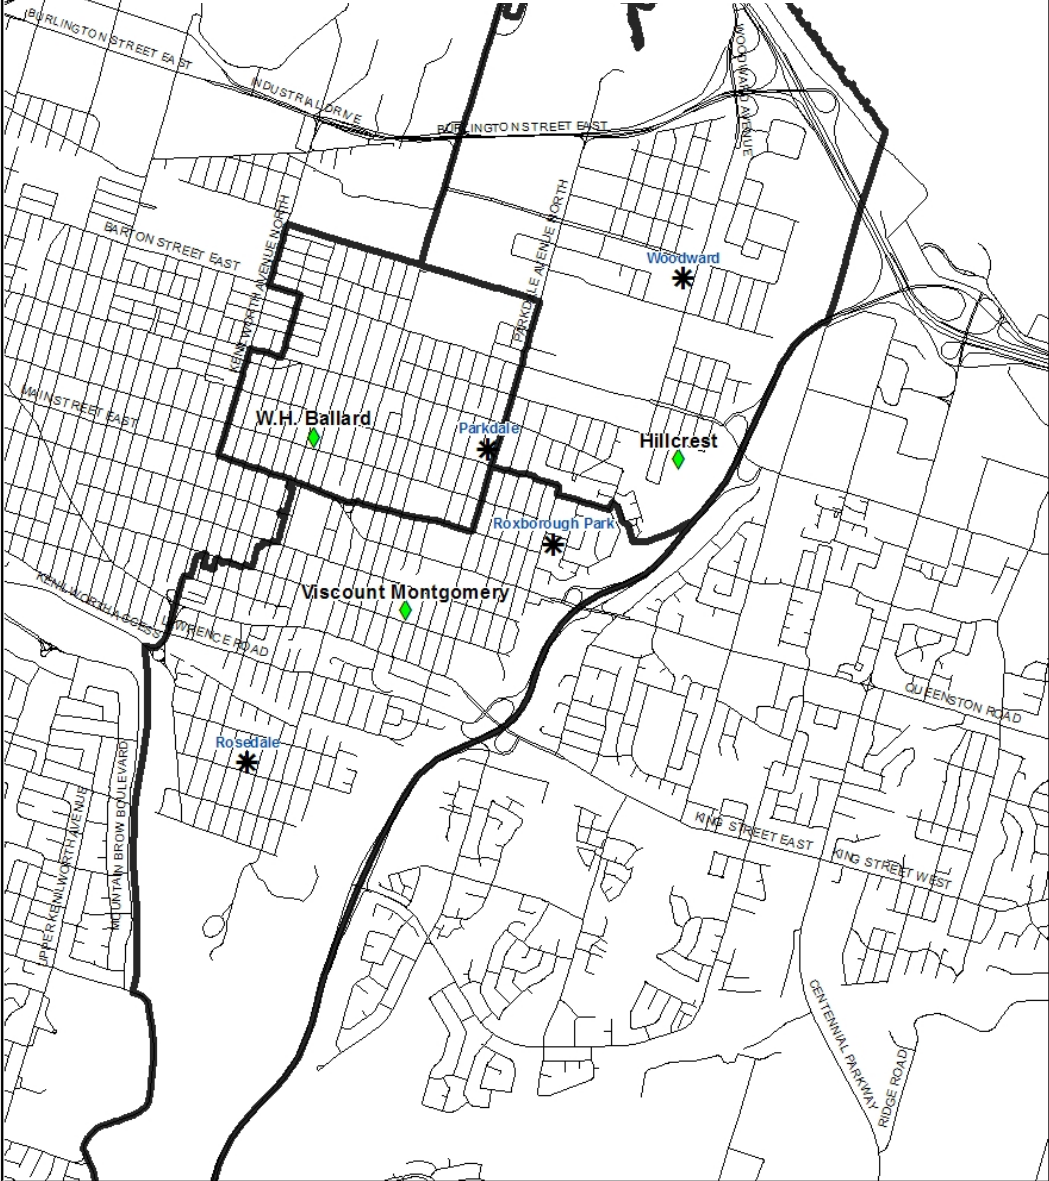 BURLINGTON STREET EAST
WOODWARD AVENUE
INDUSTRIAL DRIVE
BURLINGTON STREET EAST
BARTON STREET EAST
KENILWORTH AVENUE NORTH
PARKDALE AVENUE NORTH
Woodward
MAIN STREET EAST
W.H. Ballard
Parkdale
Hillcrest
Roxborough Park
Viscount Montgomery
KENILWORTH ACCESS
LAWRENCE ROAD
QUEENSTON ROAD
Rosedale
MOUNTAIN BROW BOULEVARD
UPPER KENILWORTH AVENUE
KING STREET EAST
KING STREET WEST
CENTENNIAL PARKWAY
RIDGE ROAD